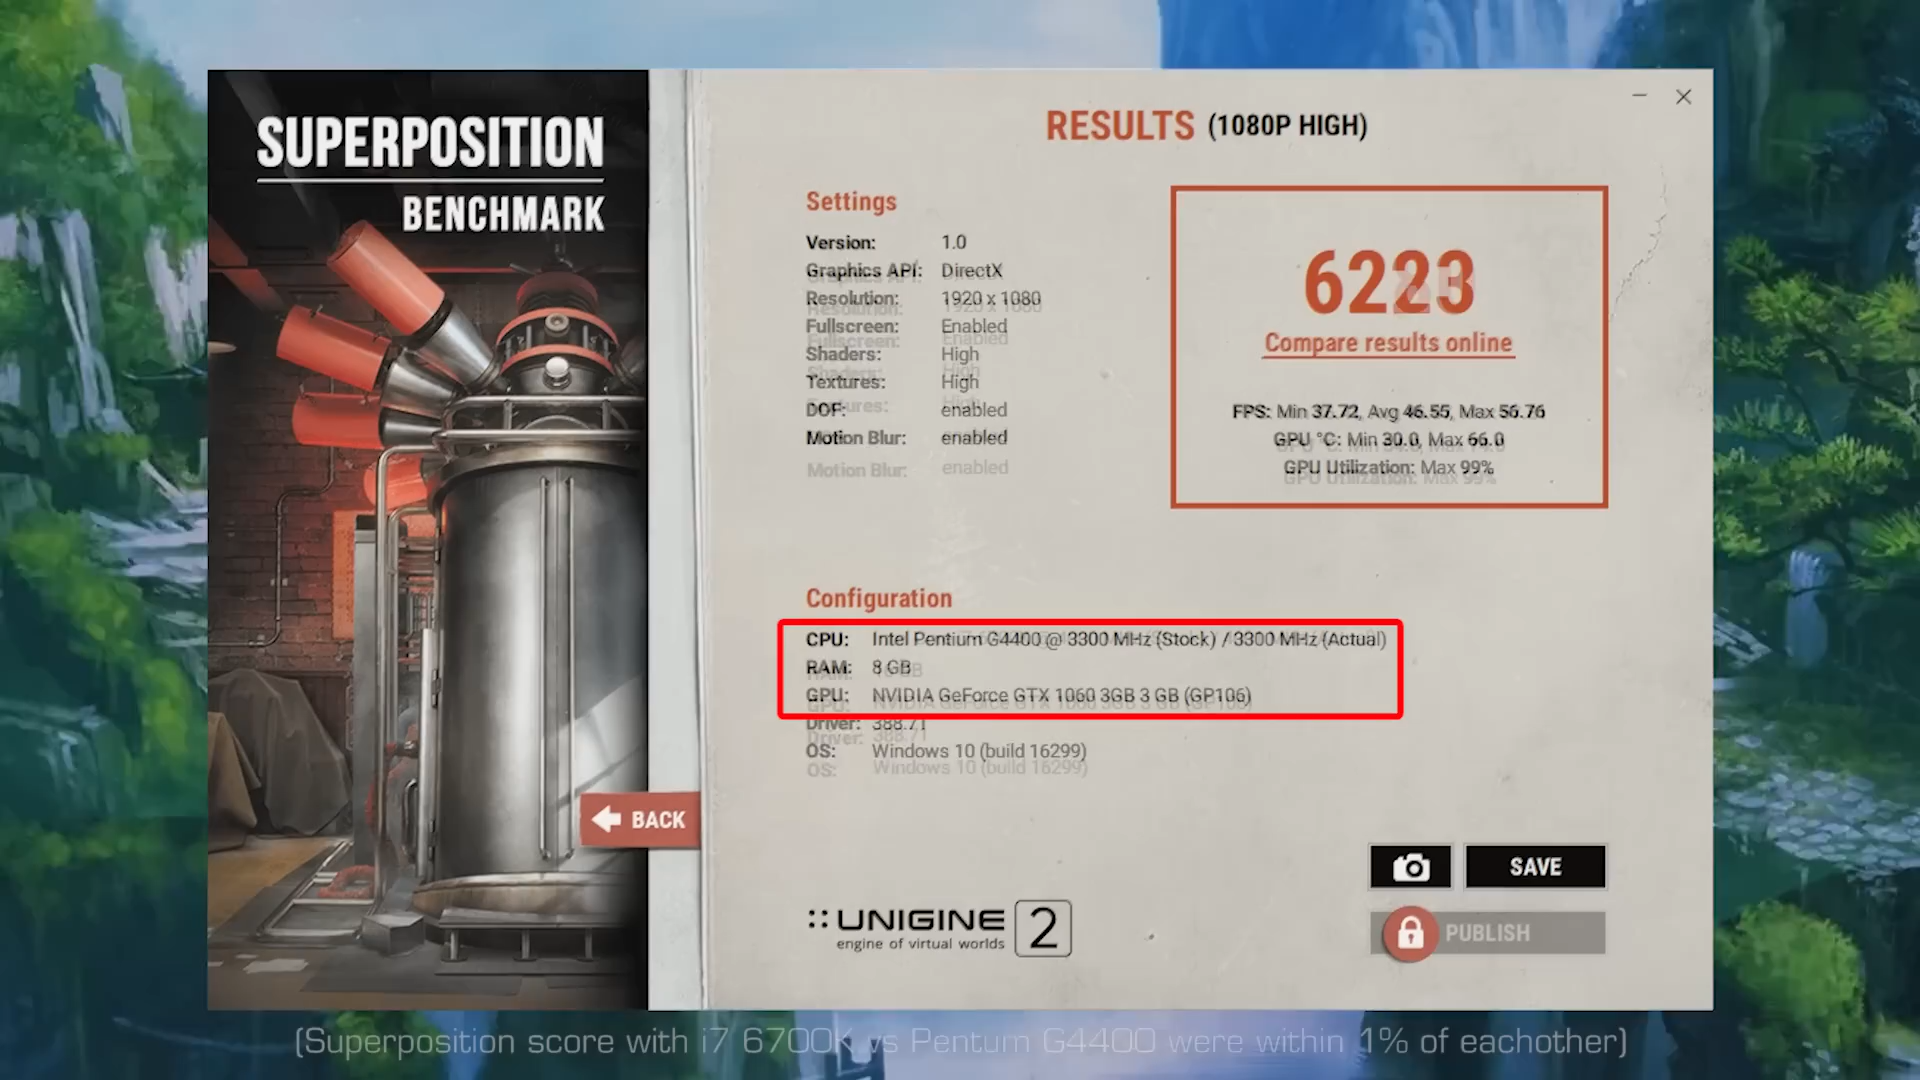 SUPERPOSITION
BENCHMARK
RESULTS (1080P HIGH)
Settings
Version: 1.0
Graphics API: DirectX
Resolution: 1920 x 1080
Fullscreen: Enabled
Shaders: High
Textures: High
DOF: enabled
Motion Blur: enabled
Motion Blur: enabled
6223
Compare results online
FPS: Min 37.72, Avg 46.55, Max 56.76
GPU °C: Min 30.0, Max 66.0
GPU Utilization: Max 99%
Configuration
CPU: Intel Pentium G4400 @ 3300 MHz (Stock) / 3300 MHz (Actual)
RAM: 8 GB
GPU: NVIDIA GeForce GTX 1060 3GB 3 GB (GP106)
Driver: 388.71
OS: Windows 10 (build 16299)
OS: Windows 10 (build 16299)
BACK
SAVE
UNIGINE 2
engine of virtual worlds
PUBLISH
(Superposition score with i7 6700K vs Pentum G4400 were within 1% of eachother)